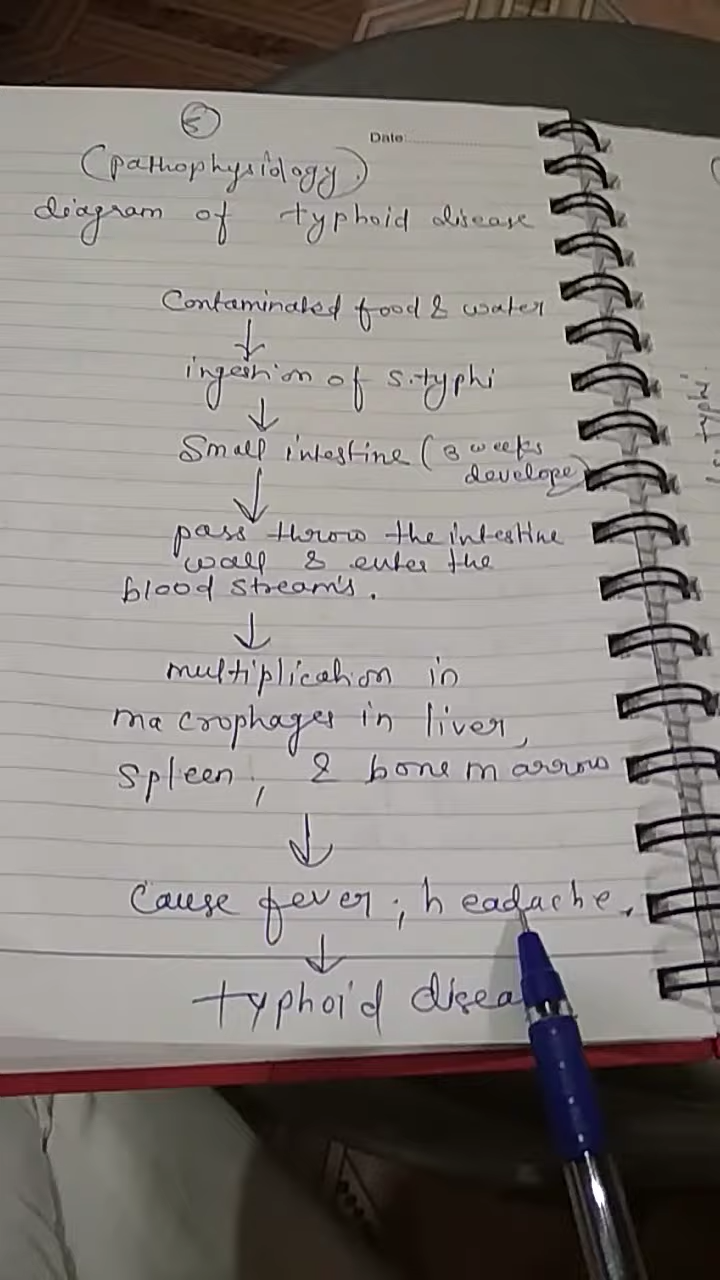 5
Date:
(pathophysiology)
diagram of typhoid disease
Contaminated food & water
↓
ingestion of s.typhi
↓
Small intestine (3 weeks
develope)
↓
pass throw the intestine
wall & enter the
blood stream's.
↓
multiplication in
macrophages in liver,
spleen, & bone marrow
↓
Cause fever, headache.
↓
typhoid disea